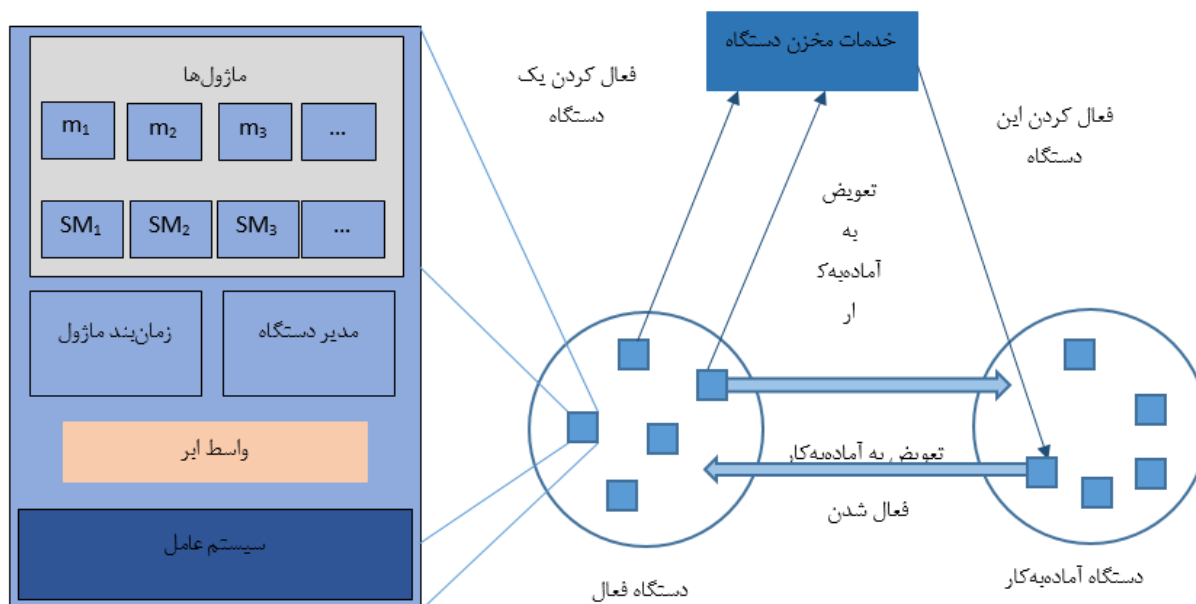 خدمات مخزن دستگاه
ماژول‌ها
m1
m2
m3
...
SM1
SM2
SM3
...
زمان‌بند ماژول
مدیر دستگاه
واسط ابر
سیستم عامل
فعال کردن یک
دستگاه
تعویض
به
آماده‌به‌ک
ار
فعال کردن این
دستگاه
تعویض به آماده‌به‌کار
فعال شدن
دستگاه فعال
دستگاه آماده‌به‌کار